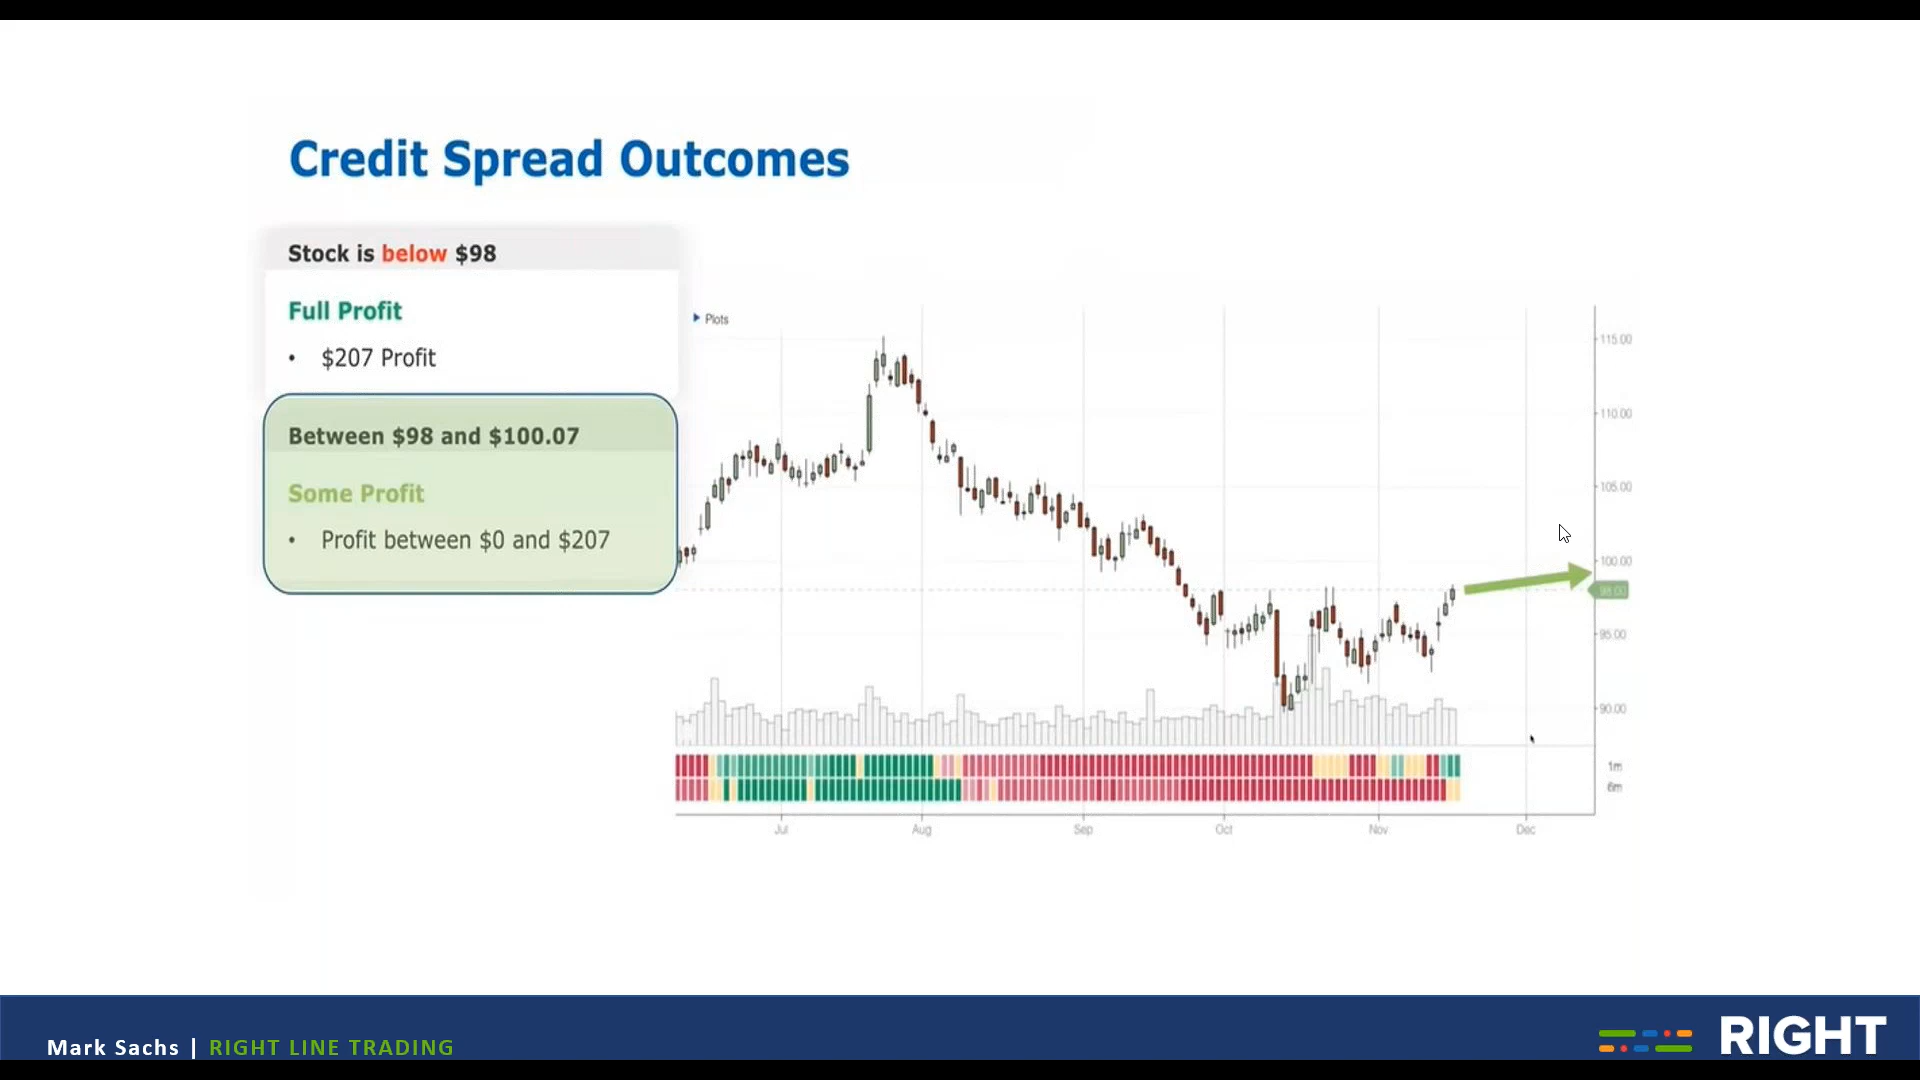 Credit Spread Outcomes
Stock is below $98
Full Profit
• $207 Profit
Between $98 and $100.07
Some Profit
• Profit between $0 and $207
Plots
115.00
110.00
105.00
100.00
98.00
95.00
90.00
1m
6m
Jul Aug Sep Oct Nov Dec
Mark Sachs | RIGHT LINE TRADING
RIGHT